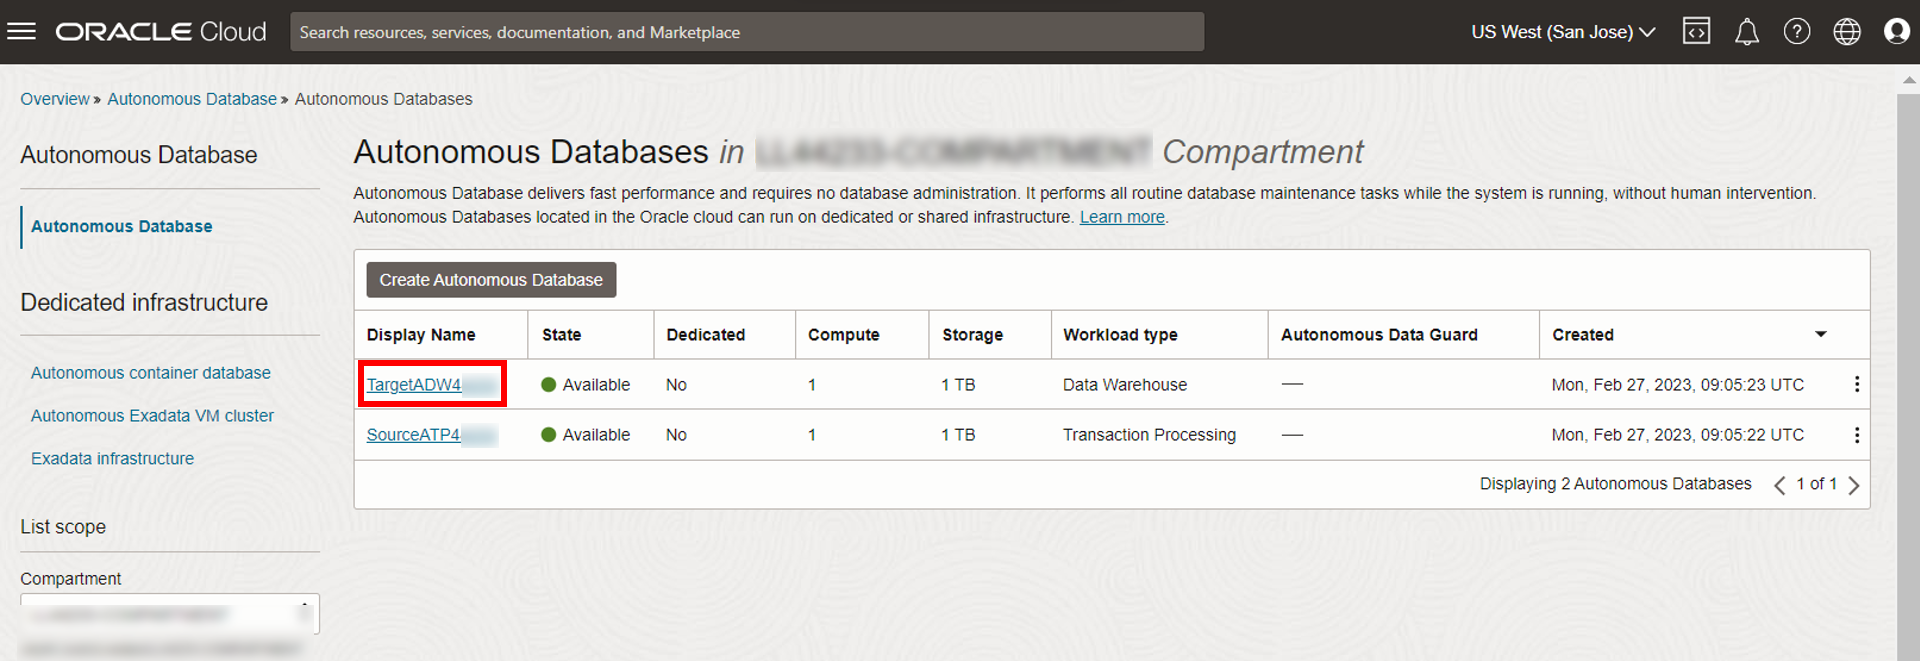 ORACLE Cloud
Search resources, services, documentation, and Marketplace
US West (San Jose)
Overview » Autonomous Database » Autonomous Databases
Autonomous Database
Autonomous Database
Dedicated infrastructure
Autonomous container database
Autonomous Exadata VM cluster
Exadata infrastructure
List scope
Compartment
Autonomous Databases in Compartment
Autonomous Database delivers fast performance and requires no database administration. It performs all routine database maintenance tasks while the system is running, without human intervention.
Autonomous Databases located in the Oracle cloud can run on dedicated or shared infrastructure. Learn more.
Create Autonomous Database
Display Name State Dedicated Compute Storage Workload type Autonomous Data Guard Created
TargetADW4 Available No 1 1 TB Data Warehouse — Mon, Feb 27, 2023, 09:05:23 UTC
SourceATP4 Available No 1 1 TB Transaction Processing — Mon, Feb 27, 2023, 09:05:22 UTC
Displaying 2 Autonomous Databases < 1 of 1 >